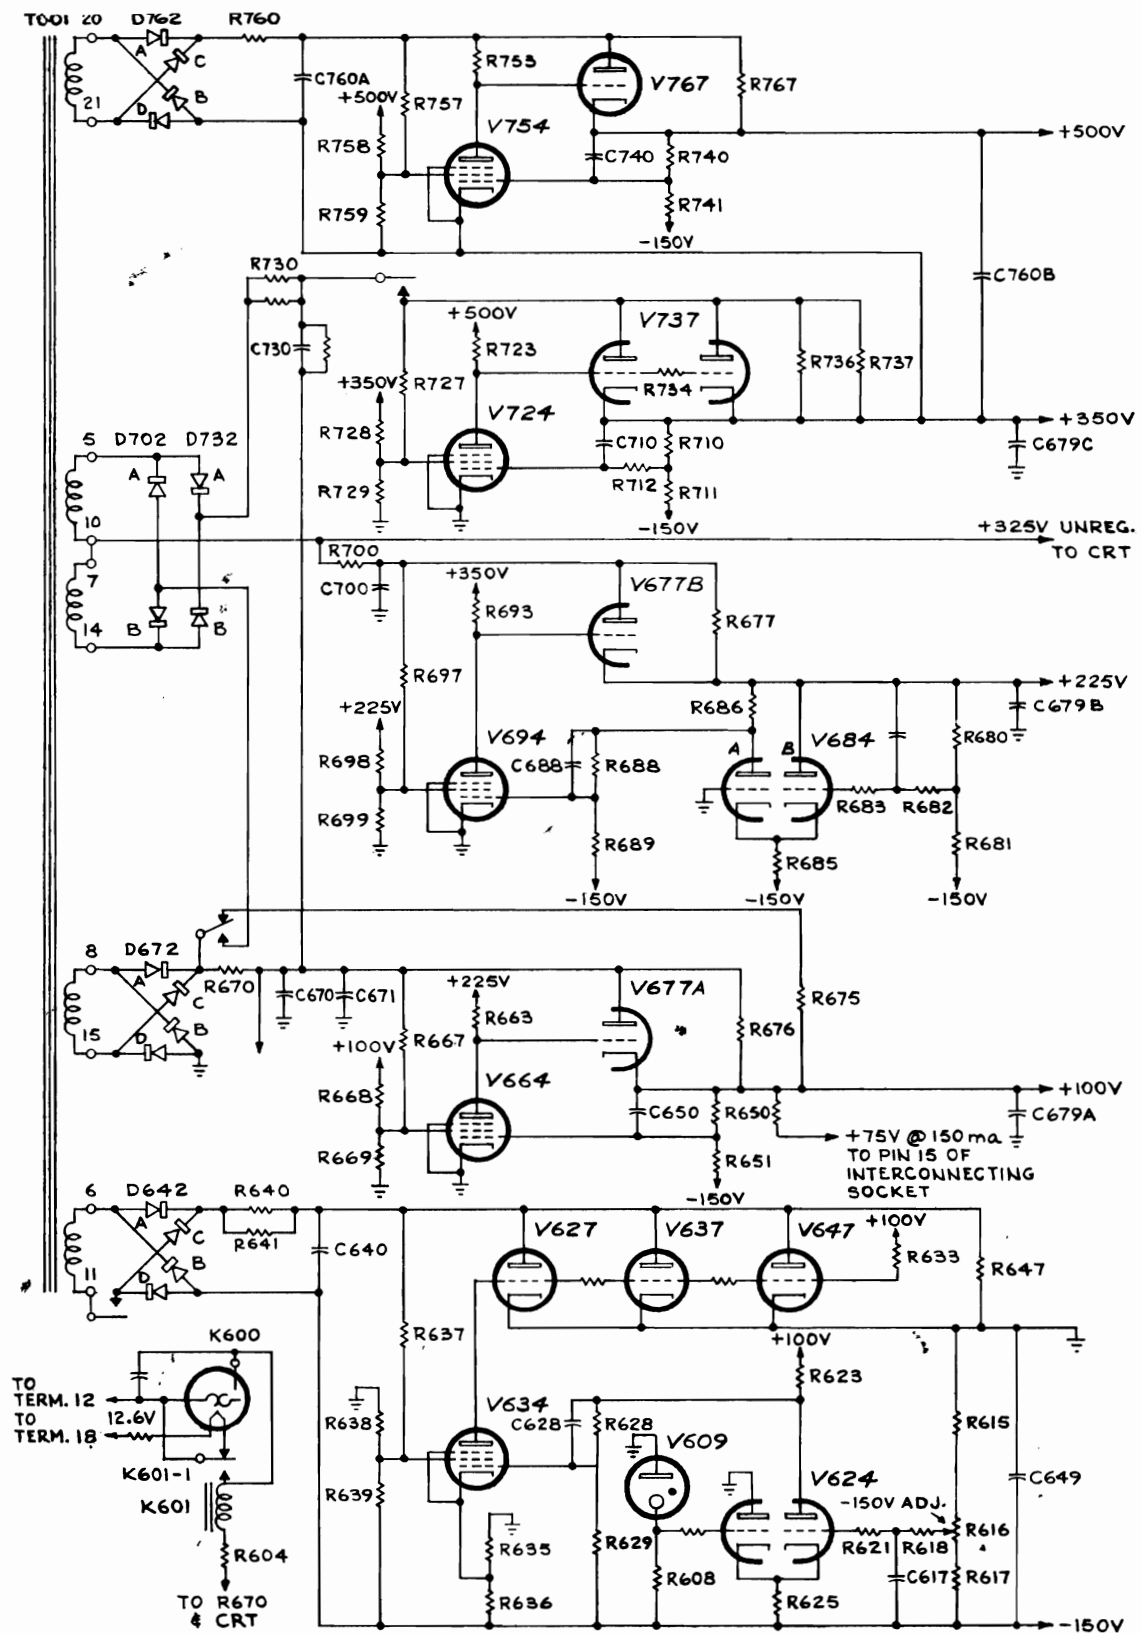 T001 20 D762 R760
A C B D
21
C760A
+500V
R757
R753
R758
V754
R759
V767
R767
C740 R740
R741
-150V
+500V
C760B
R730
C730
+500V
R723
V737
R734
R736 R737
+350V
R727
V724
R728
R729
C710 R710
R712 R711
-150V
+350V
C679C
5 D702 D732
A A
10
7
14 B B
+325V UNREG.
TO CRT
R700
C700
+350V
R693
V677B
R677
R697
+225V
R698
R699
V694
C688 R688
R689
-150V
R686
A B V684
R683 R682
R680
R681
R685
-150V
-150V
+225V
C679B
8 D672
A C B D
15
R670
C670 C671
+225V
R663
V677A
R667
R676
R675
+100V
R668
R669
V664
C650 R650
R651
-150V
+100V
C679A
+75V @ 150 ma
TO PIN 15 OF
INTERCONNECTING
SOCKET
6 D642 R640
A C B D
R641
11
C640
V627 V637 V647
+100V
R633
R647
R637
+100V
R623
K600
TO
TERM. 12
TO 12.6V
TERM. 18
K601-1
K601
R604
TO R670
& CRT
R638
R639
V634
C628 R628
V609
V624
-150V ADJ.
R615
C649
R616
R621 R618
R635
R636
R629
R608
R625
C617 R617
-150V